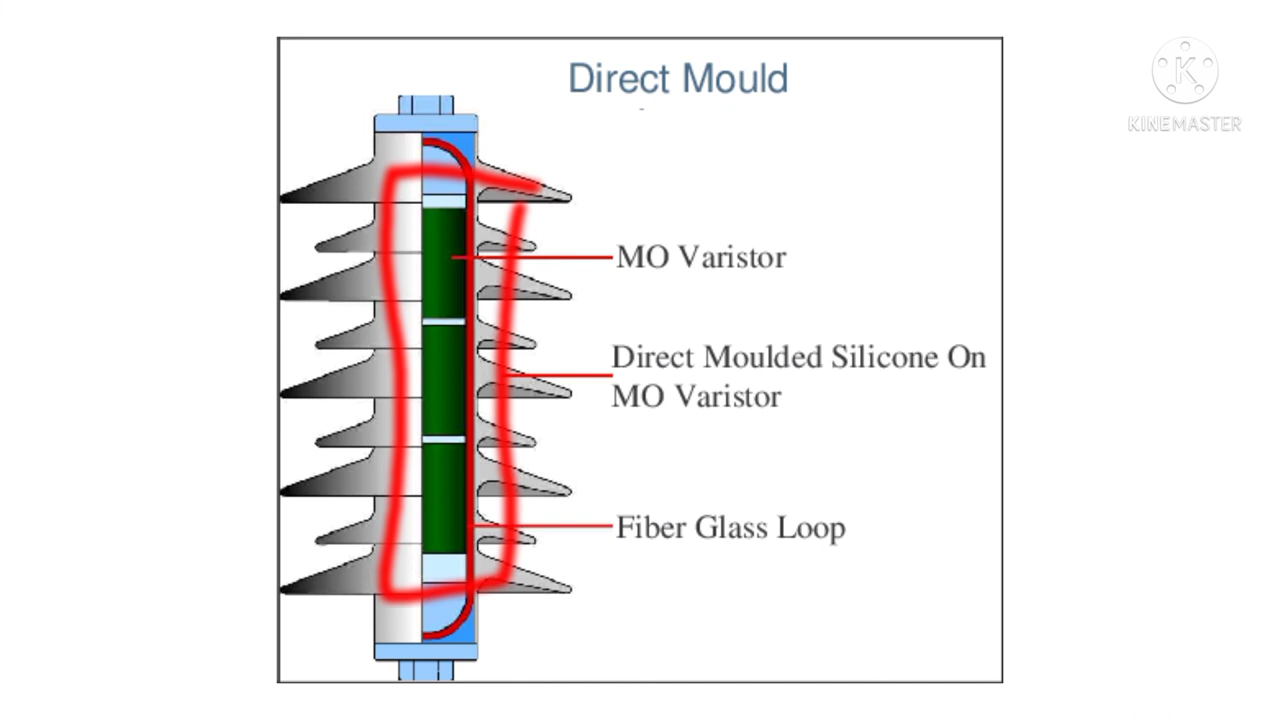 Direct Mould
K
KINEMASTER
MO Varistor
Direct Moulded Silicone On
MO Varistor
Fiber Glass Loop